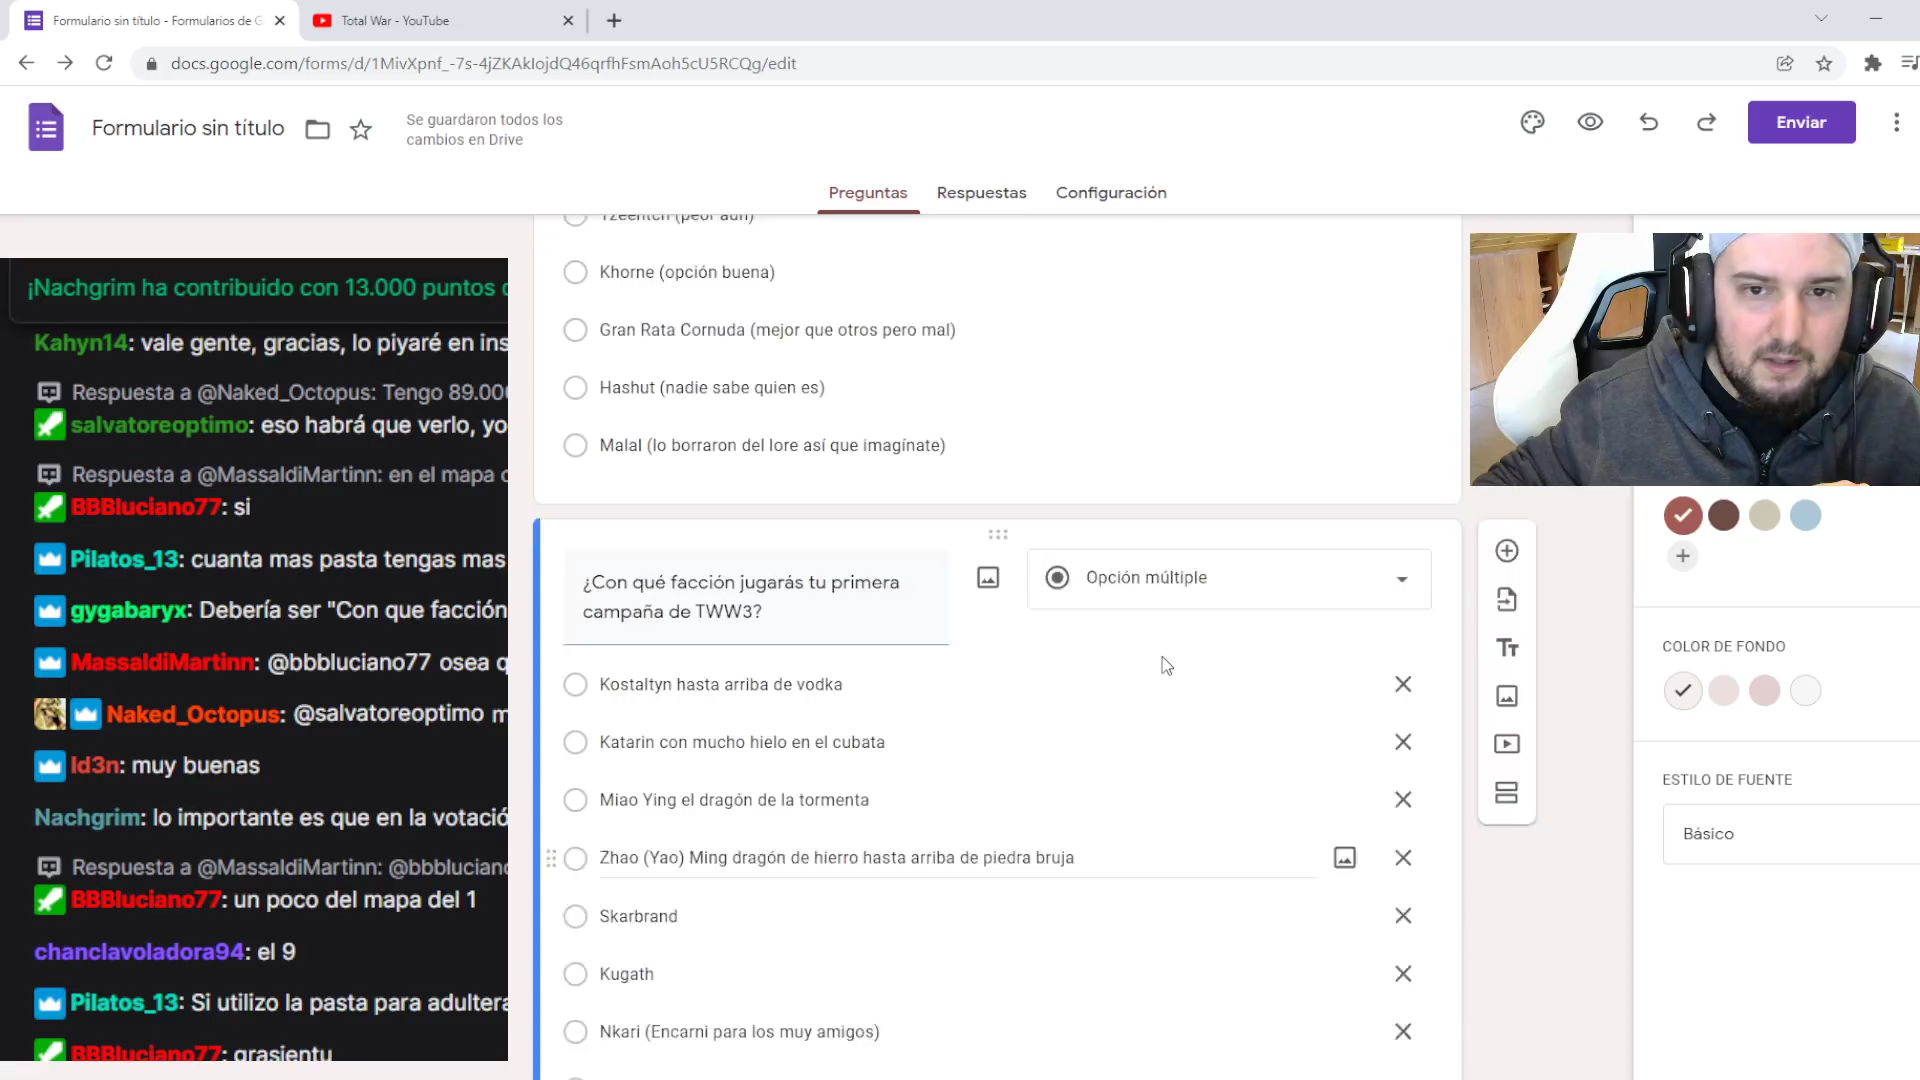 Formulario sin título - Formularios de G
Total War - YouTube
docs.google.com/forms/d/1MivXpnf_-7s-4jZKAkIojdQ46qrfhFsmAoh5cU5RCQg/edit
Formulario sin título
Se guardaron todos los
cambios en Drive
Enviar
Preguntas
Respuestas
Configuración
Tzeentch (peor aún)
Khorne (opción buena)
Gran Rata Cornuda (mejor que otros pero mal)
Hashut (nadie sabe quien es)
Malal (lo borraron del lore así que imagínate)
¿Con qué facción jugarás tu primera
campaña de TWW3?
Opción múltiple
Kostaltyn hasta arriba de vodka
Katarin con mucho hielo en el cubata
Miao Ying el dragón de la tormenta
Zhao (Yao) Ming dragón de hierro hasta arriba de piedra bruja
Skarbrand
Kugath
Nkari (Encarni para los muy amigos)
¡Nachgrim ha contribuido con 13.000 puntos
Kahyn14: vale gente, gracias, lo piyaré en ins
Respuesta a @Naked_Octopus: Tengo 89.00
salvatoreoptimo: eso habrá que verlo, yo
Respuesta a @MassaldiMartinn: en el mapa
BBBluciano77: si
Pilatos_13: cuanta mas pasta tengas mas
gygabaryx: Debería ser "Con que facción
MassaldiMartinn: @bbbluciano77 osea q
Naked_Octopus: @salvatoreoptimo m
Id3n: muy buenas
Nachgrim: lo importante es que en la votació
Respuesta a @MassaldiMartinn: @bbbluciano
BBBluciano77: un poco del mapa del 1
chanclavoladora94: el 9
Pilatos_13: Si utilizo la pasta para adultera
BBBluciano77: grasientu
COLOR DE FONDO
ESTILO DE FUENTE
Básico